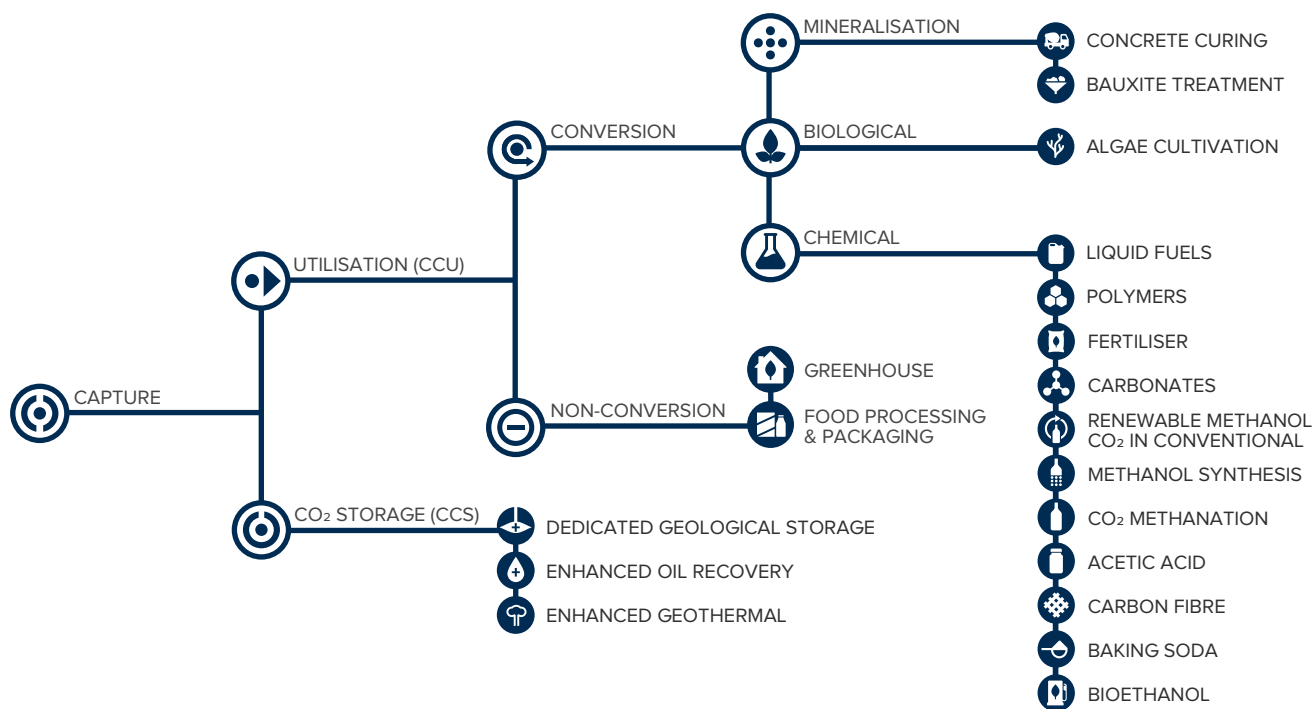 MINERALISATION
CONCRETE CURING
BAUXITE TREATMENT
CONVERSION
BIOLOGICAL
ALGAE CULTIVATION
CHEMICAL
LIQUID FUELS
UTILISATION (CCU)
POLYMERS
FERTILISER
GREENHOUSE
CARBONATES
CAPTURE
NON-CONVERSION
FOOD PROCESSING
& PACKAGING
RENEWABLE METHANOL
CO₂ IN CONVENTIONAL
METHANOL SYNTHESIS
CO₂ STORAGE (CCS)
DEDICATED GEOLOGICAL STORAGE
CO₂ METHANATION
ENHANCED OIL RECOVERY
ACETIC ACID
ENHANCED GEOTHERMAL
CARBON FIBRE
BAKING SODA
BIOETHANOL